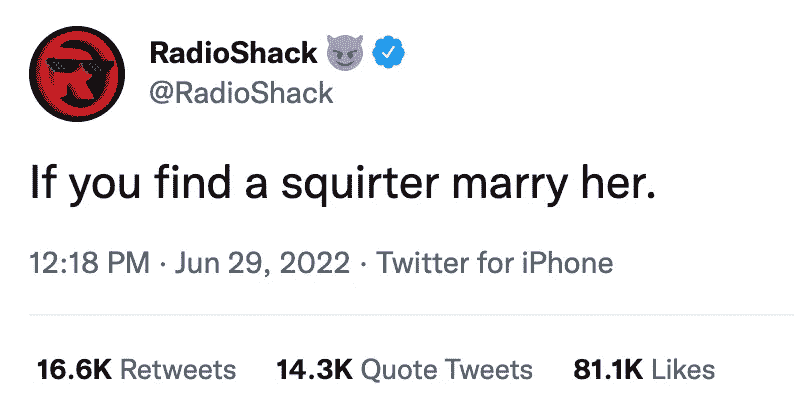 RadioShack 😈
@RadioShack
If you find a squirter marry her.
12:18 PM · Jun 29, 2022 · Twitter for iPhone
16.6K Retweets 14.3K Quote Tweets 81.1K Likes